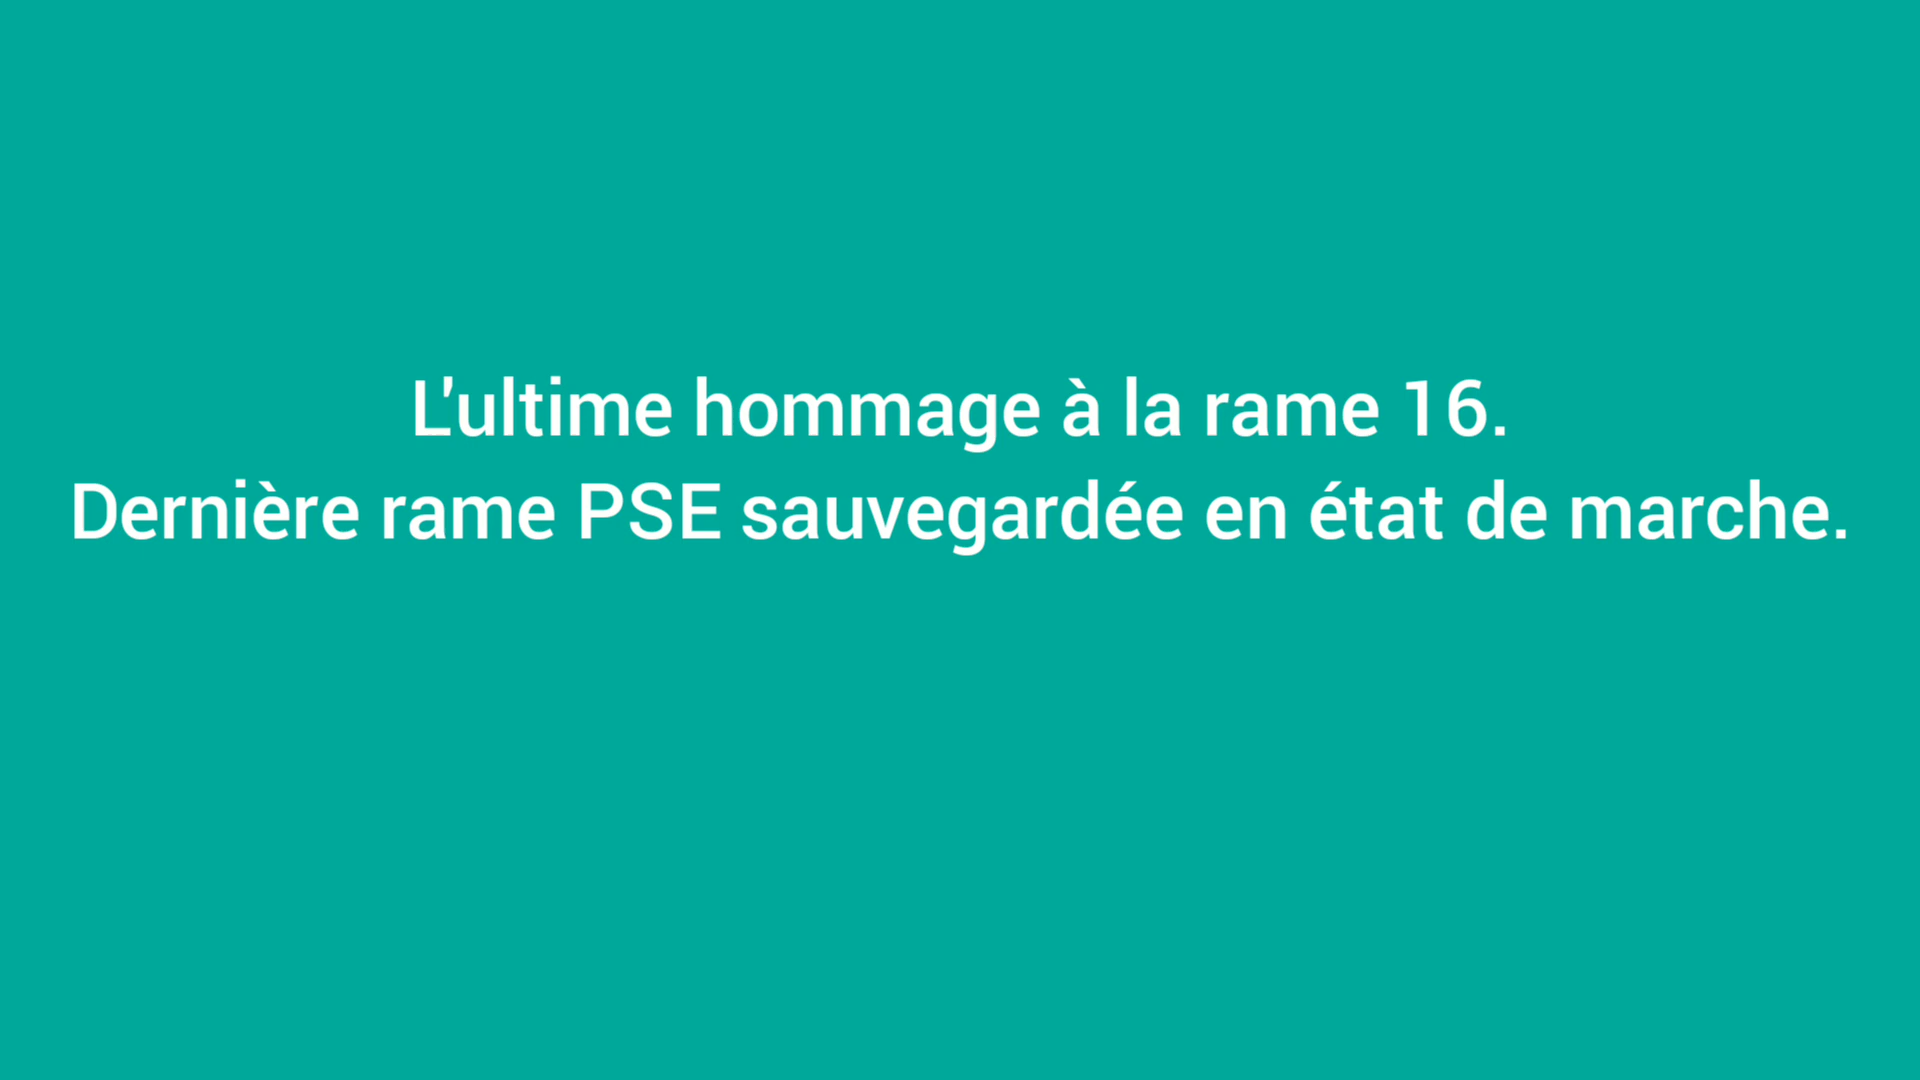 L'ultime hommage à la rame 16.
Dernière rame PSE sauvegardée en état de marche.